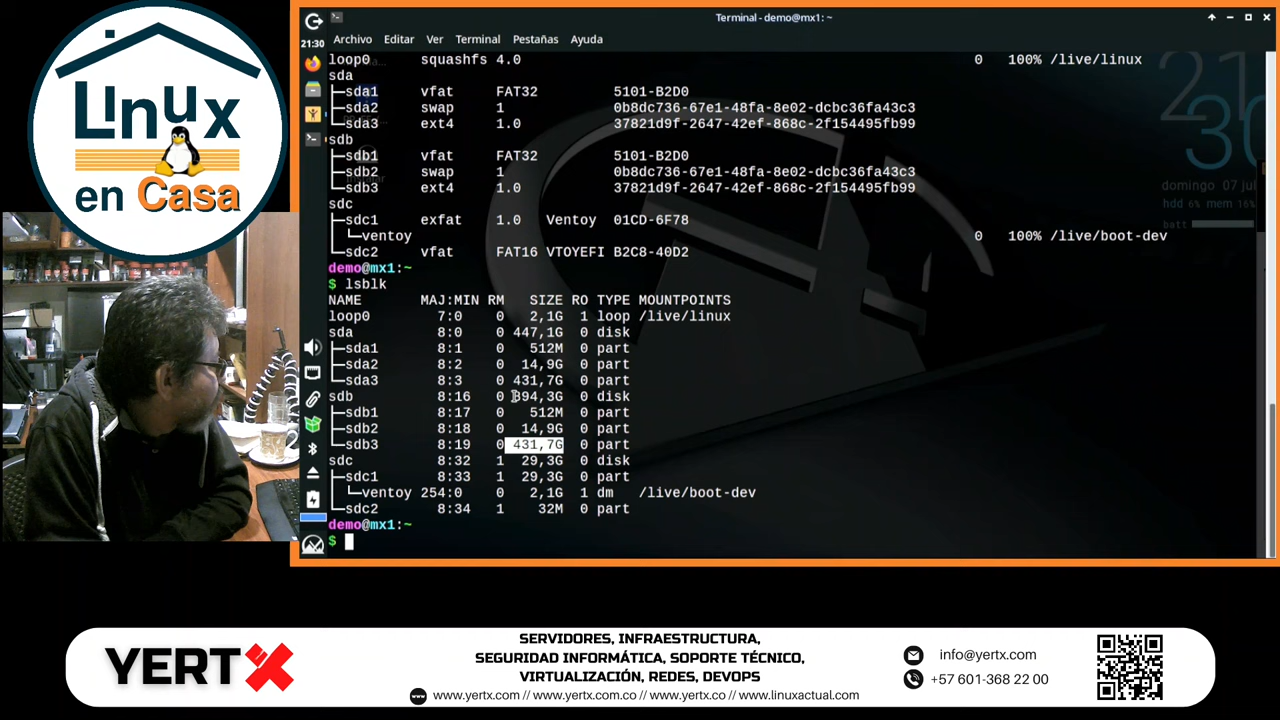 Linux
en Casa
Terminal - demo@mx1: ~
21:30
Archivo Editar Ver Terminal Pestañas Ayuda
loop0 squashfs 4.0 0 100% /live/linux
sda
├─sda1 vfat FAT32 5101-B2D0
├─sda2 swap 1 0b8dc736-67e1-48fa-8e02-dcbc36fa43c3
└─sda3 ext4 1.0 37821d9f-2647-42ef-868c-2f154495fb99
sdb
├─sdb1 vfat FAT32 5101-B2D0
├─sdb2 swap 1 0b8dc736-67e1-48fa-8e02-dcbc36fa43c3
└─sdb3 ext4 1.0 37821d9f-2647-42ef-868c-2f154495fb99
sdc
├─sdc1 exfat 1.0 Ventoy 01CD-6F78
│ └─ventoy 0 100% /live/boot-dev
└─sdc2 vfat FAT16 VTOYEFI B2C8-40D2
demo@mx1:~
$ lsblk
NAME MAJ:MIN RM SIZE RO TYPE MOUNTPOINTS
loop0 7:0 0 2,1G 1 loop /live/linux
sda 8:0 0 447,1G 0 disk
├─sda1 8:1 0 512M 0 part
├─sda2 8:2 0 14,9G 0 part
└─sda3 8:3 0 431,7G 0 part
sdb 8:16 0 894,3G 0 disk
├─sdb1 8:17 0 512M 0 part
├─sdb2 8:18 0 14,9G 0 part
└─sdb3 8:19 0 431,7G 0 part
sdc 8:32 1 29,3G 0 disk
├─sdc1 8:33 1 29,3G 0 part
│ └─ventoy 254:0 0 2,1G 1 dm /live/boot-dev
└─sdc2 8:34 1 32M 0 part
demo@mx1:~
$
21
30
domingo 07 jul
hdd 6% mem 16%
batt
YERTX
SERVIDORES, INFRAESTRUCTURA,
SEGURIDAD INFORMÁTICA, SOPORTE TÉCNICO,
VIRTUALIZACIÓN, REDES, DEVOPS
www.yertx.com // www.yertx.com.co // www.yertx.co // www.linuxactual.com
info@yertx.com
+57 601-368 22 00